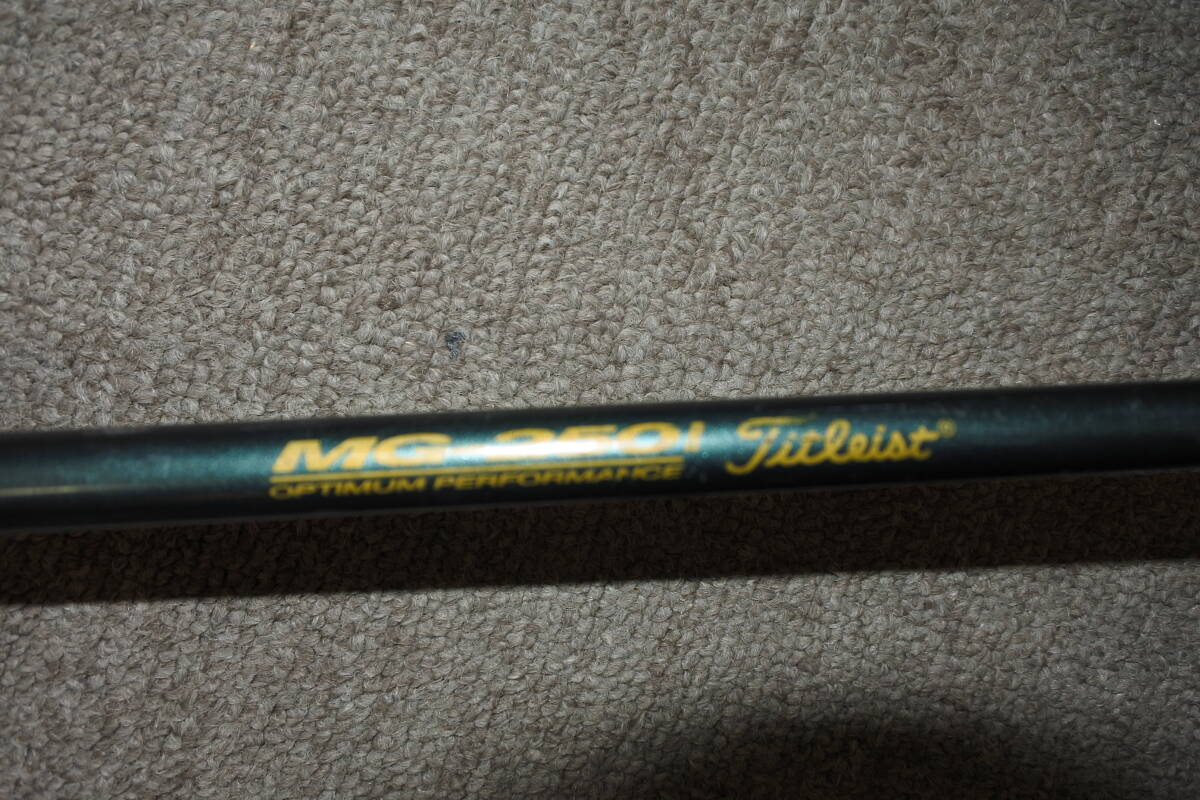 MG 250i Titleist®
OPTIMUM PERFORMANCE